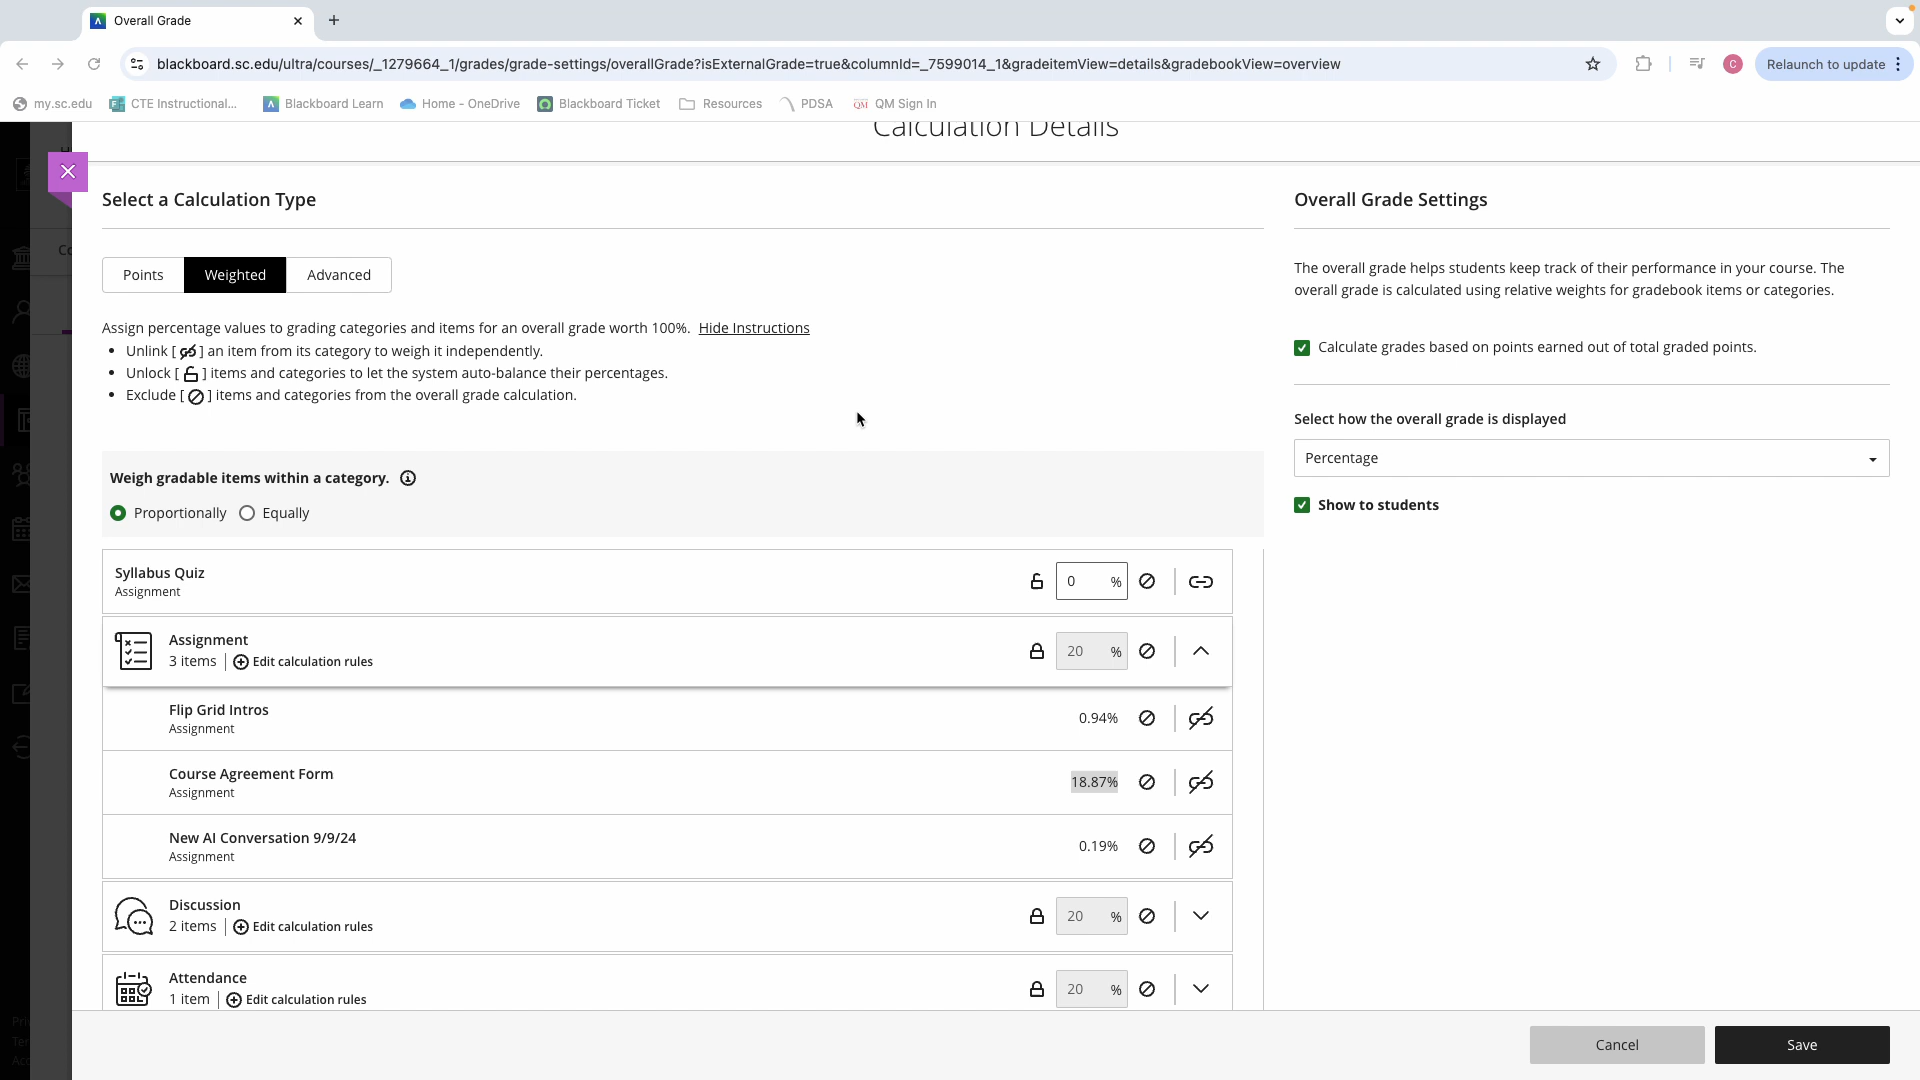 Overall Grade
blackboard.sc.edu/ultra/courses/_1279664_1/grades/grade-settings/overallGrade?isExternalGrade=true&columnId=_7599014_1&gradeitemView=details&gradebookView=overview
C
Relaunch to update
my.sc.edu
CTE Instructional...
Blackboard Learn
Home - OneDrive
Blackboard Ticket
Resources
PDSA
QM QM Sign In
Calculation Details
Select a Calculation Type
Points
Weighted
Advanced
Assign percentage values to grading categories and items for an overall grade worth 100%. Hide Instructions
• Unlink [ ] an item from its category to weigh it independently.
• Unlock [ ] items and categories to let the system auto-balance their percentages.
• Exclude [ ] items and categories from the overall grade calculation.
Weigh gradable items within a category.
Proportionally
Equally
Syllabus Quiz
Assignment
0 %
Assignment
3 items | Edit calculation rules
20 %
Flip Grid Intros
Assignment
0.94%
Course Agreement Form
Assignment
18.87%
New AI Conversation 9/9/24
Assignment
0.19%
Discussion
2 items | Edit calculation rules
20 %
Attendance
1 item | Edit calculation rules
20 %
Overall Grade Settings
The overall grade helps students keep track of their performance in your course. The
overall grade is calculated using relative weights for gradebook items or categories.
Calculate grades based on points earned out of total graded points.
Select how the overall grade is displayed
Percentage
Show to students
Cancel
Save